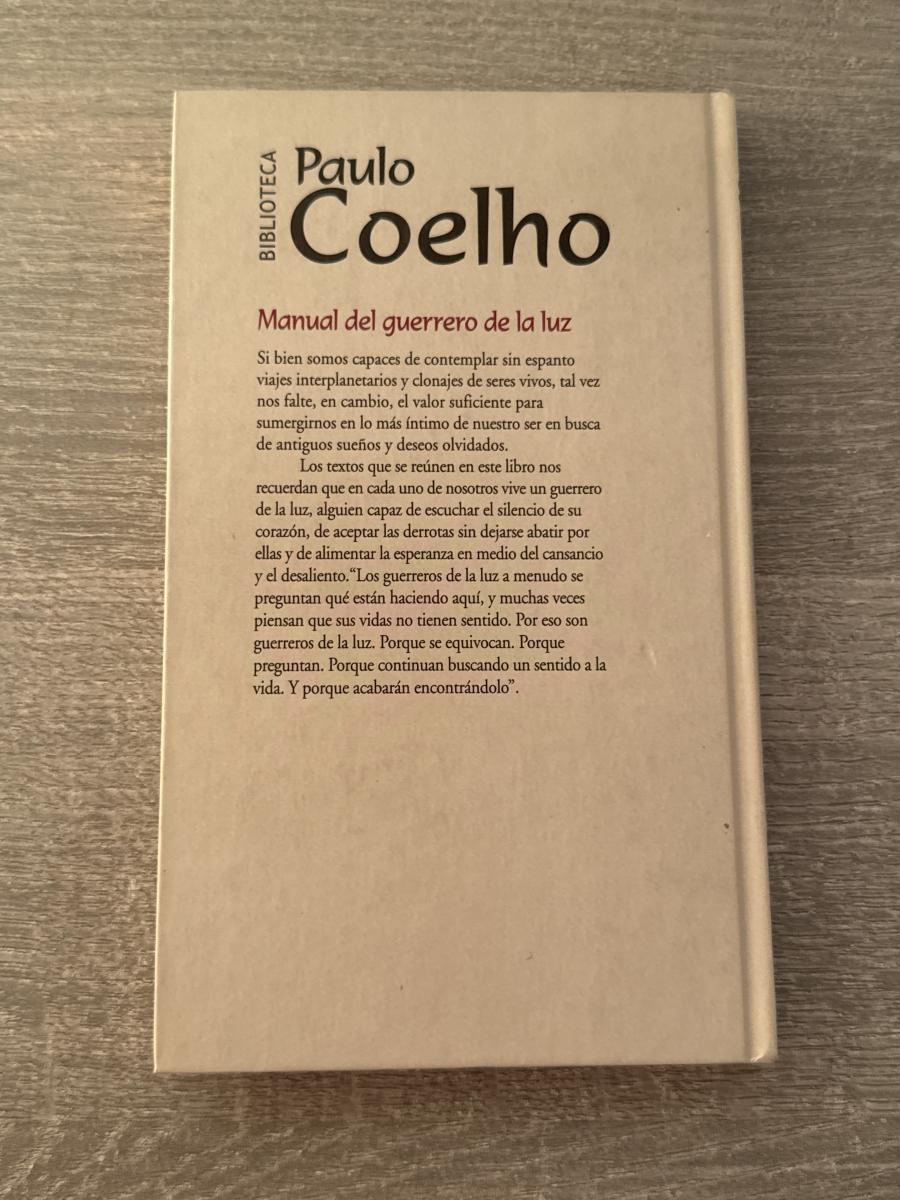 BIBLIOTECA
Paulo
Coelho
Manual del guerrero de la luz
Si bien somos capaces de contemplar sin espanto
viajes interplanetarios y clonajes de seres vivos, tal vez
nos falte, en cambio, el valor suficiente para
sumergirnos en lo más íntimo de nuestro ser en busca
de antiguos sueños y deseos olvidados.
Los textos que se reúnen en este libro nos
recuerdan que en cada uno de nosotros vive un guerrero
de la luz, alguien capaz de escuchar el silencio de su
corazón, de aceptar las derrotas sin dejarse abatir por
ellas y de alimentar la esperanza en medio del cansancio
y el desaliento.“Los guerreros de la luz a menudo se
preguntan qué están haciendo aquí, y muchas veces
piensan que sus vidas no tienen sentido. Por eso son
guerreros de la luz. Porque se equivocan. Porque
preguntan. Porque continuan buscando un sentido a la
vida. Y porque acabarán encontrándolo”.